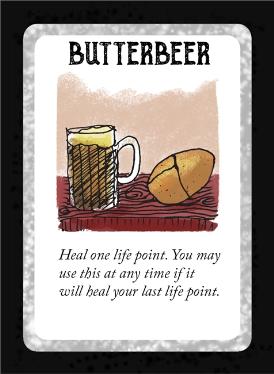 BUTTERBEER
Heal one life point. You may
use this at any time if it
will heal your last life point.